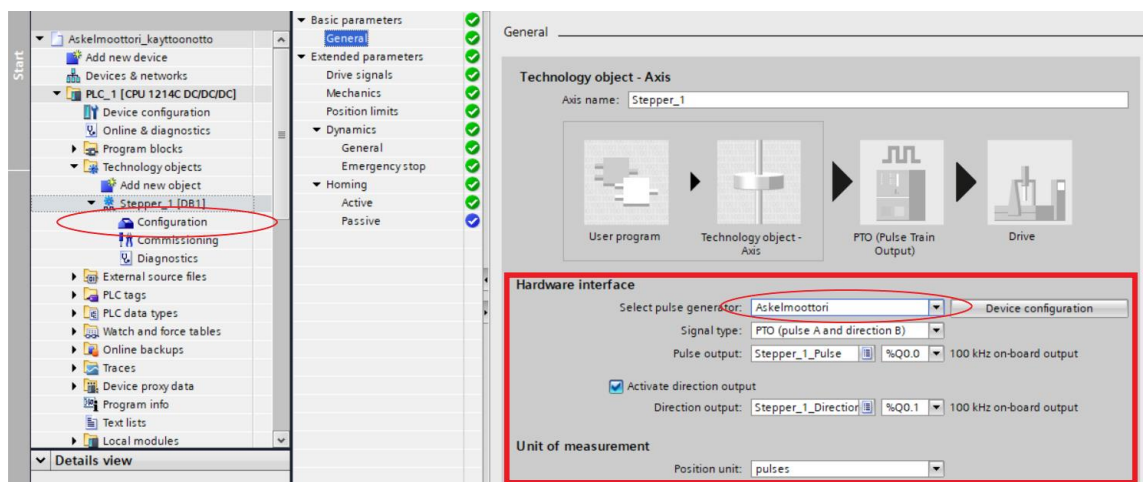 Start
Askelmoottori_kayttoonotto
Add new device
Devices & networks
PLC_1 [CPU 1214C DC/DC/DC]
Device configuration
Online & diagnostics
Program blocks
Technology objects
Add new object
Stepper_1 [DB1]
Configuration
Commissioning
Diagnostics
External source files
PLC tags
PLC data types
Watch and force tables
Online backups
Traces
Device proxy data
Program info
Text lists
Local modules
Details view
Basic parameters
General
Extended parameters
Drive signals
Mechanics
Position limits
Dynamics
General
Emergency stop
Homing
Active
Passive
General
Technology object - Axis
Axis name: Stepper_1
User program
Technology object - Axis
PTO (Pulse Train Output)
Drive
Hardware interface
Select pulse generator: Askelmoottori Device configuration
Signal type: PTO (pulse A and direction B)
Pulse output: Stepper_1_Pulse %Q0.0 100 kHz on-board output
Activate direction output
Direction output: Stepper_1_Direction %Q0.1 100 kHz on-board output
Unit of measurement
Position unit: pulses